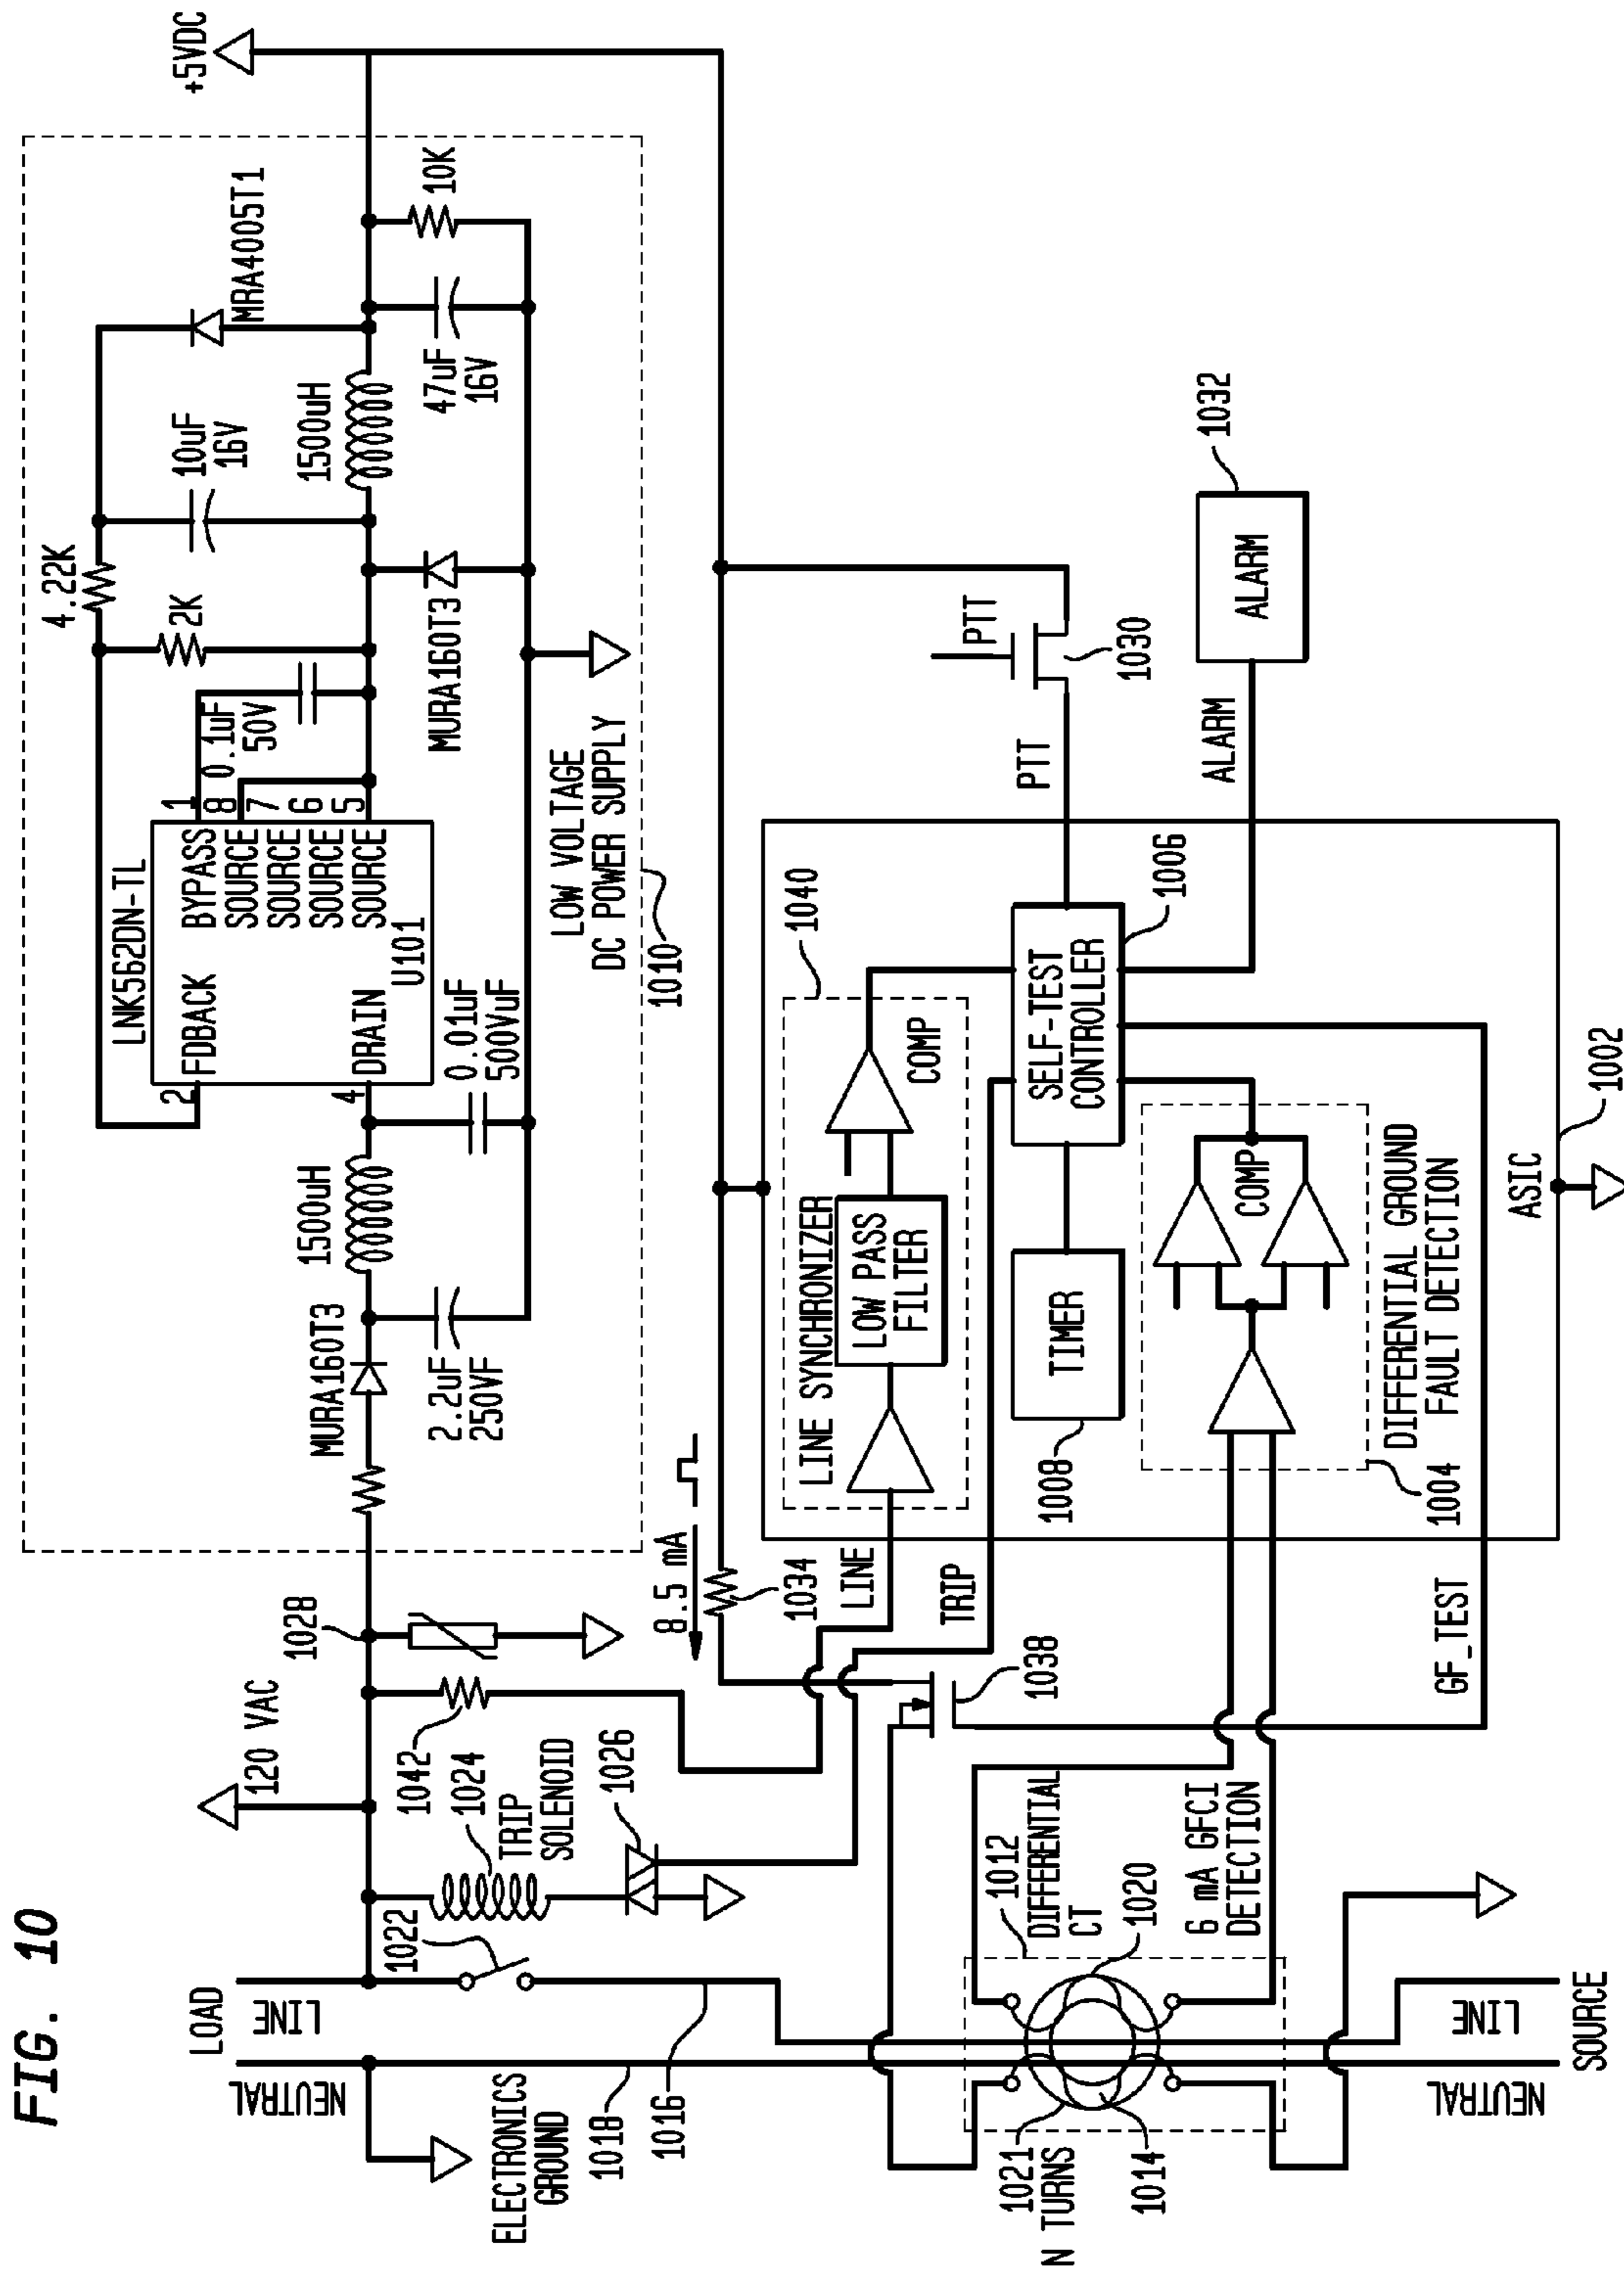 FIG. 10
LOAD
LINE
NEUTRAL
ELECTRONICS
GROUND
1018
1016
1022
120 VAC
1042
1024
TRIP
SOLENOID
1026
1028
MURA160T3
2.2uF
250VF
1500uH
0.01uF
500VuF
LNK562DN-TL
2
FDBACK
4
DRAIN
U101
BYPASS
SOURCE
SOURCE
SOURCE
SOURCE
1
8
7
6
5
0.1uF
50V
4.22K
2K
10uF
16V
1500uH
MURA160T3
MRA4005T1
47uF
16V
10K
+5VDC
LOW VOLTAGE
DC POWER SUPPLY
1010
8.5 mA
1034
LINE
TRIP
1038
GF_TEST
LINE SYNCHRONIZER
LOW PASS
FILTER
COMP
1040
TIMER
1008
SELF-TEST
CONTROLLER
1006
COMP
DIFFERENTIAL GROUND
FAULT DETECTION
1004
ASIC
1002
PTT
PTT
1030
ALARM
ALARM
1032
1012
DIFFERENTIAL
CT
1020
6 mA GFCI
DETECTION
1021
N TURNS
1014
NEUTRAL
LINE
SOURCE